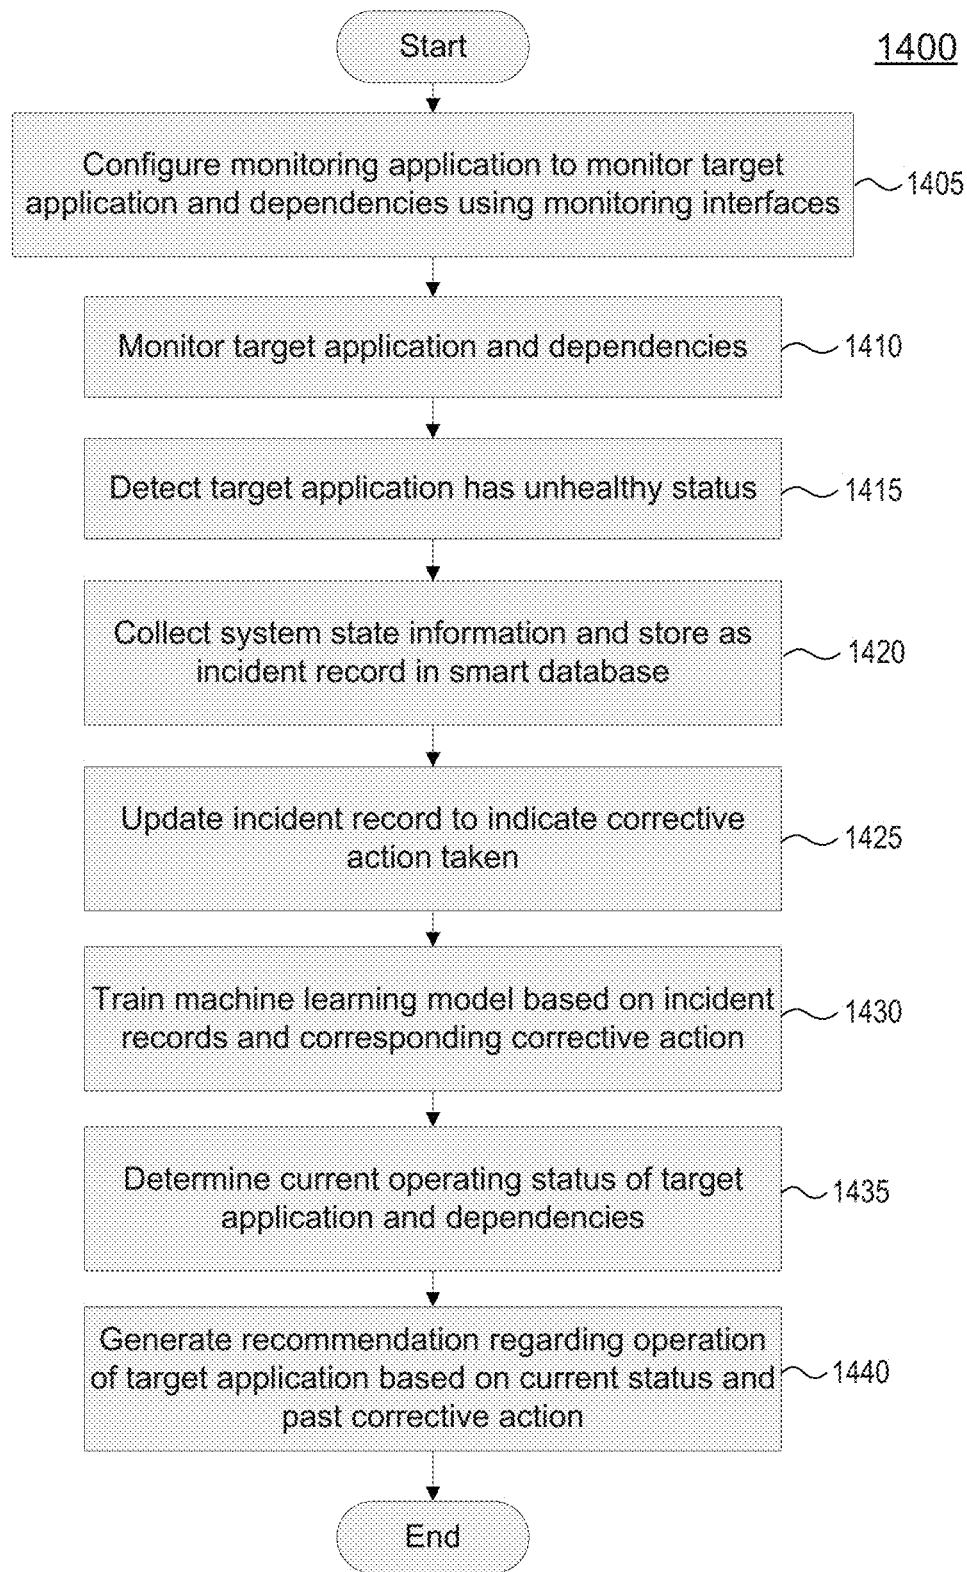 Start
1400
Configure monitoring application to monitor target
application and dependencies using monitoring interfaces
1405
Monitor target application and dependencies
1410
Detect target application has unhealthy status
1415
Collect system state information and store as
incident record in smart database
1420
Update incident record to indicate corrective
action taken
1425
Train machine learning model based on incident
records and corresponding corrective action
1430
Determine current operating status of target
application and dependencies
1435
Generate recommendation regarding operation
of target application based on current status and
past corrective action
1440
End